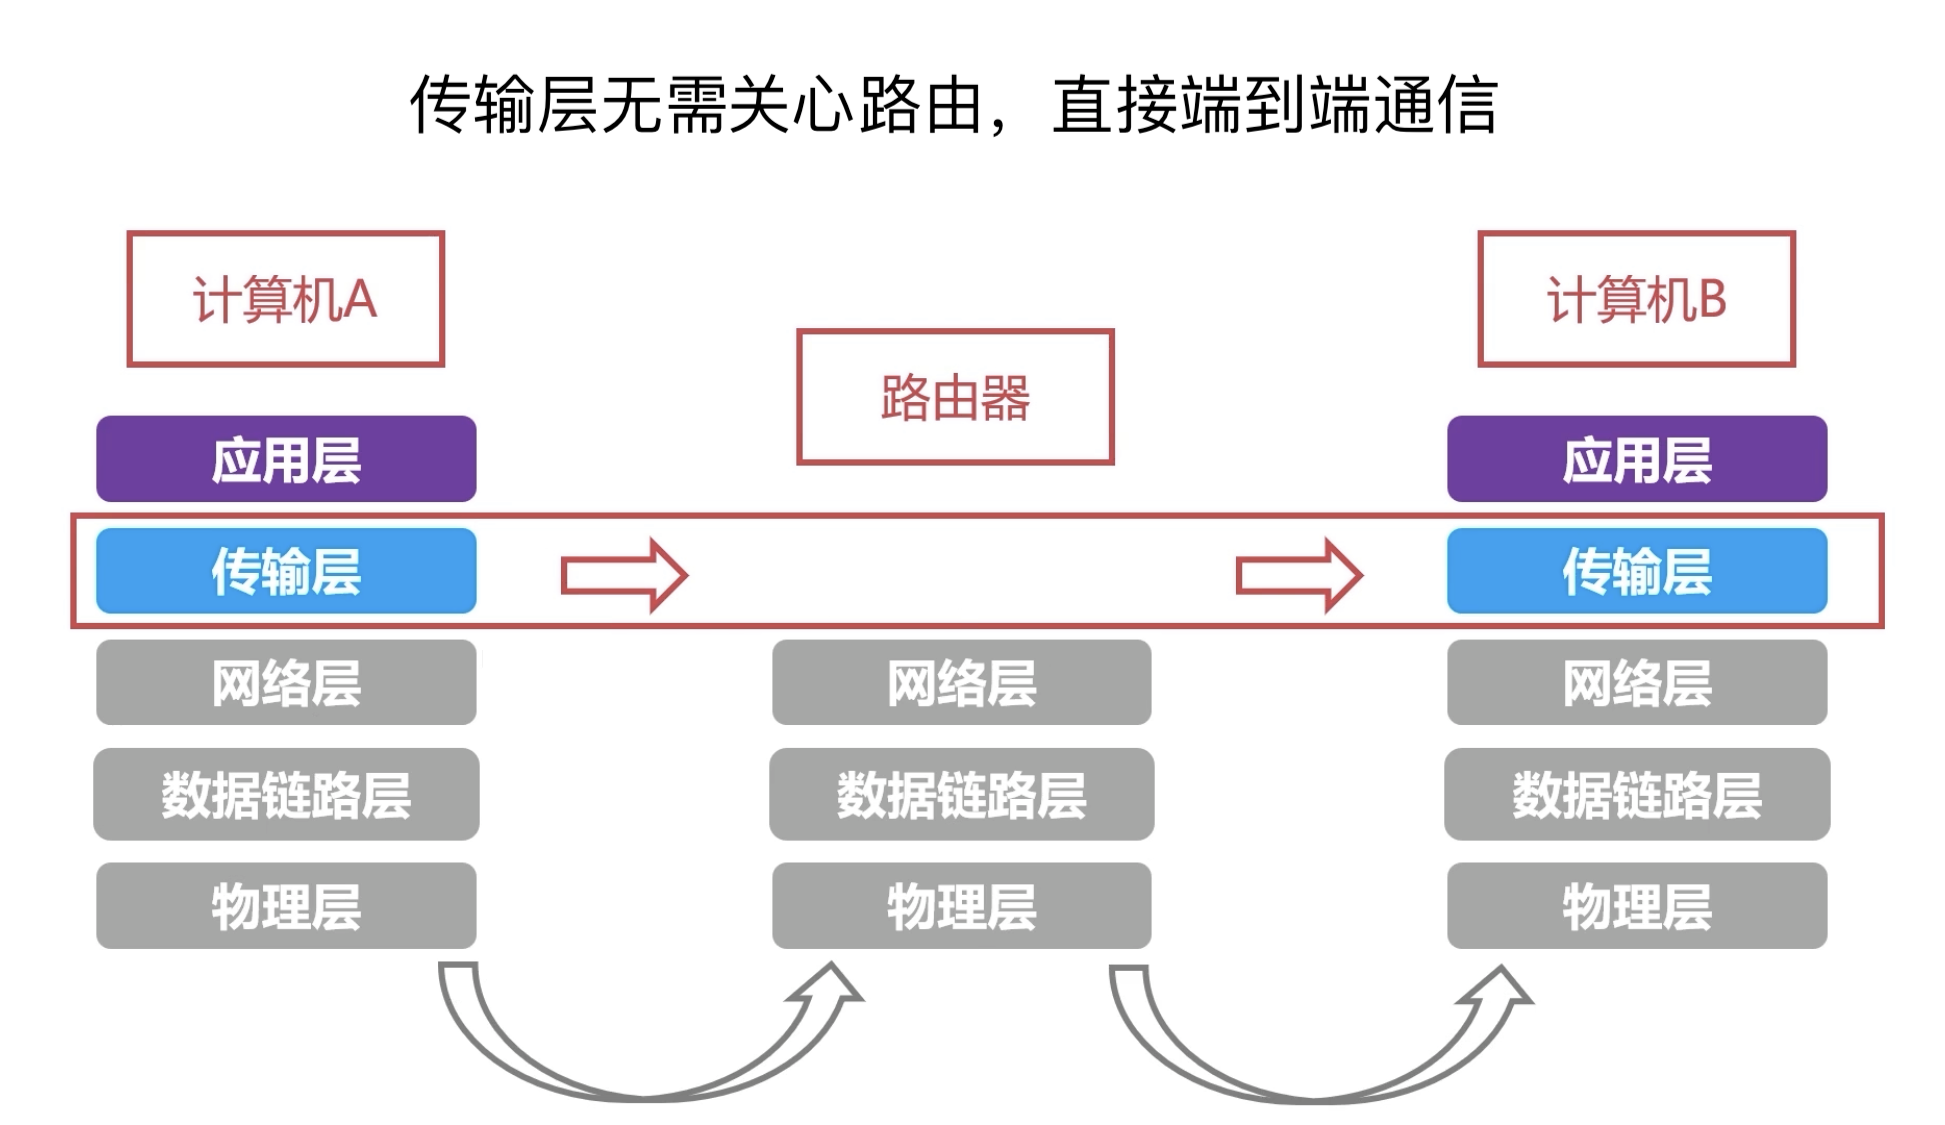 传输层无需关心路由，直接端到端通信
计算机A
计算机B
路由器
应用层
应用层
传输层
传输层
网络层
网络层
网络层
数据链路层
数据链路层
数据链路层
物理层
物理层
物理层